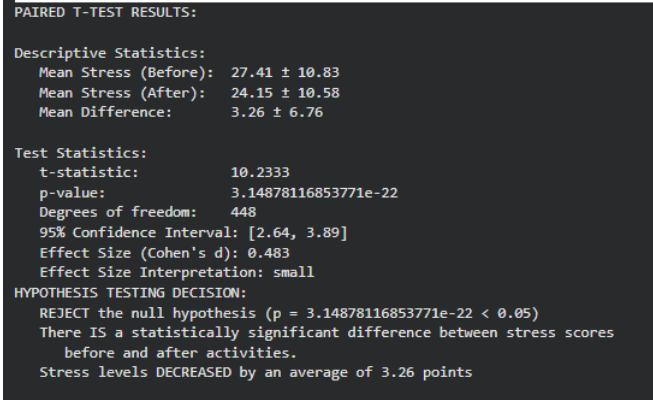 PAIRED T-TEST RESULTS:
Descriptive Statistics:
Mean Stress (Before): 27.41 ± 10.83
Mean Stress (After): 24.15 ± 10.58
Mean Difference: 3.26 ± 6.76
Test Statistics:
t-statistic: 10.2333
p-value: 3.14878116853771e-22
Degrees of freedom: 448
95% Confidence Interval: [2.64, 3.89]
Effect Size (Cohen's d): 0.483
Effect Size Interpretation: small
HYPOTHESIS TESTING DECISION:
REJECT the null hypothesis (p = 3.14878116853771e-22 < 0.05)
There IS a statistically significant difference between stress scores
before and after activities.
Stress levels DECREASED by an average of 3.26 points